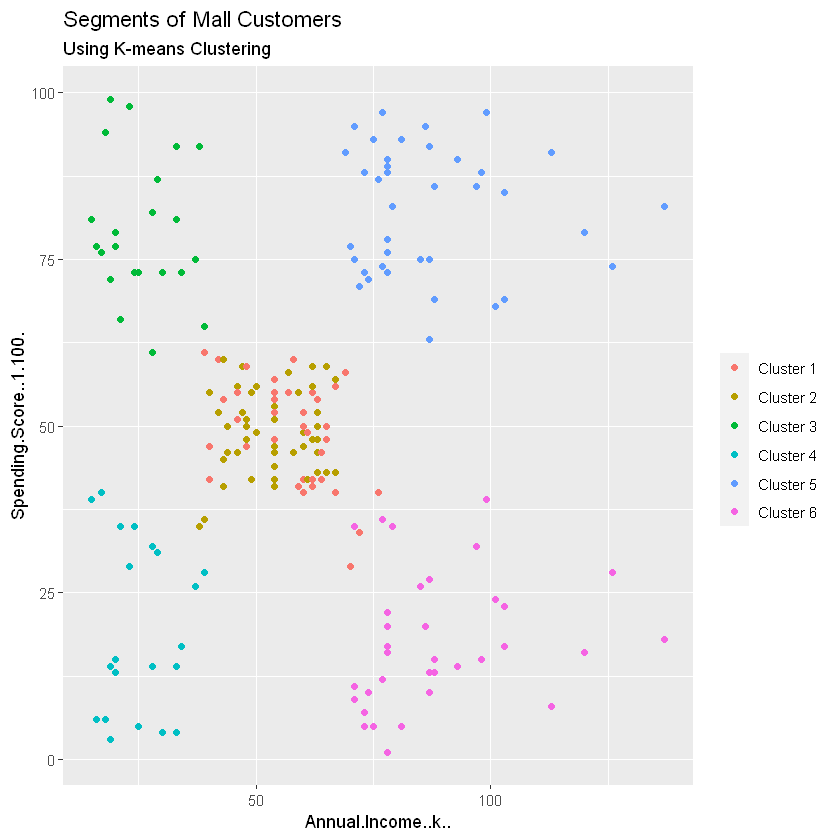 Segments of Mall Customers
Using K-means Clustering
100
75
50
25
0
Spending.Score..1.100.
50
100
Annual.Income..k..
Cluster 1
Cluster 2
Cluster 3
Cluster 4
Cluster 5
Cluster 6